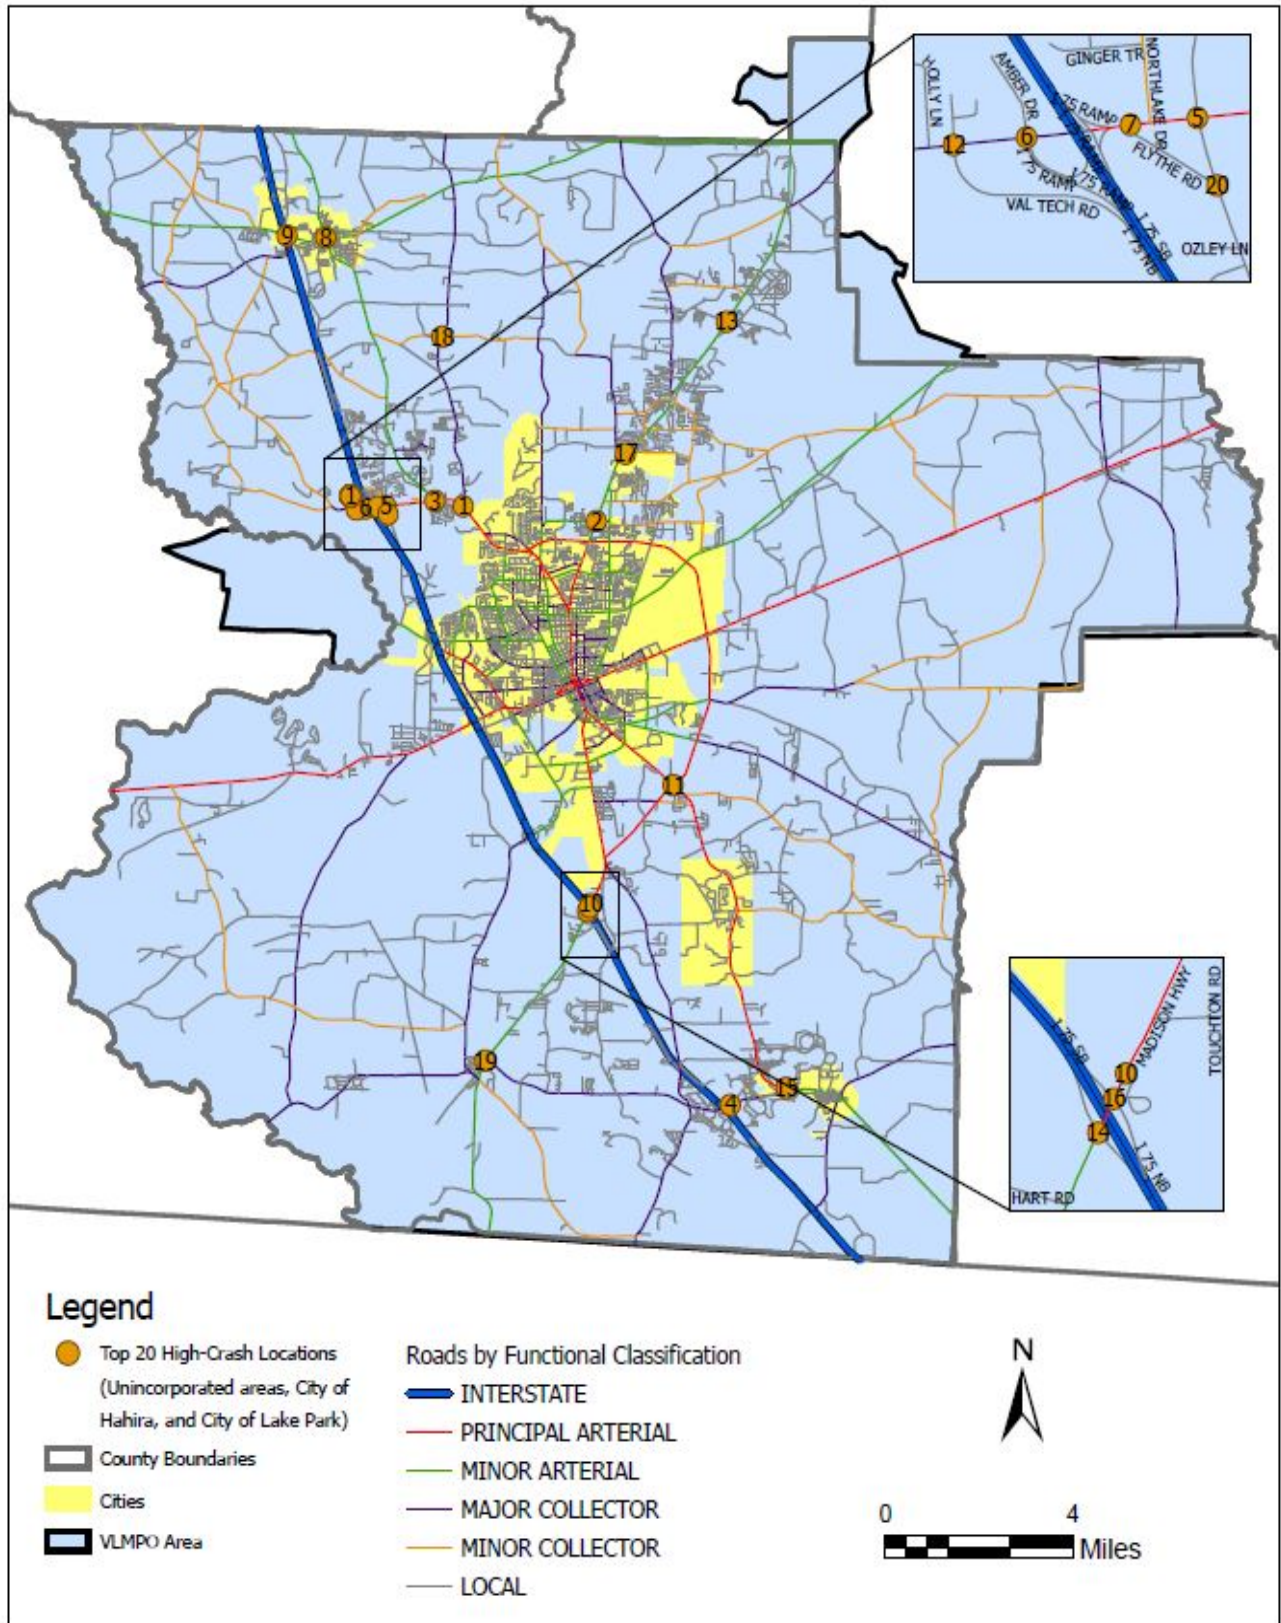 GINGER TR
NORTHLAKE DR
HOLLY LN
AMBER DR
I 75 RAMP
I 75 RAMP
12
6
7
5
20
I 75 RAMP
I 75 RAMP
FLYTHE RD
VAL TECH RD
I 75 SB
I 75 NB
OZLEY LN
9
8
18
13
17
1
6
5
3
1
2
11
10
19
4
15
I 75 SB
MADISON HWY
TOUCHTON RD
10
16
14
I 75 NB
HART RD
Legend
Top 20 High-Crash Locations
(Unincorporated areas, City of
Hahira, and City of Lake Park)
County Boundaries
Cities
VLMPO Area
Roads by Functional Classification
INTERSTATE
PRINCIPAL ARTERIAL
MINOR ARTERIAL
MAJOR COLLECTOR
MINOR COLLECTOR
LOCAL
N
0 4
Miles